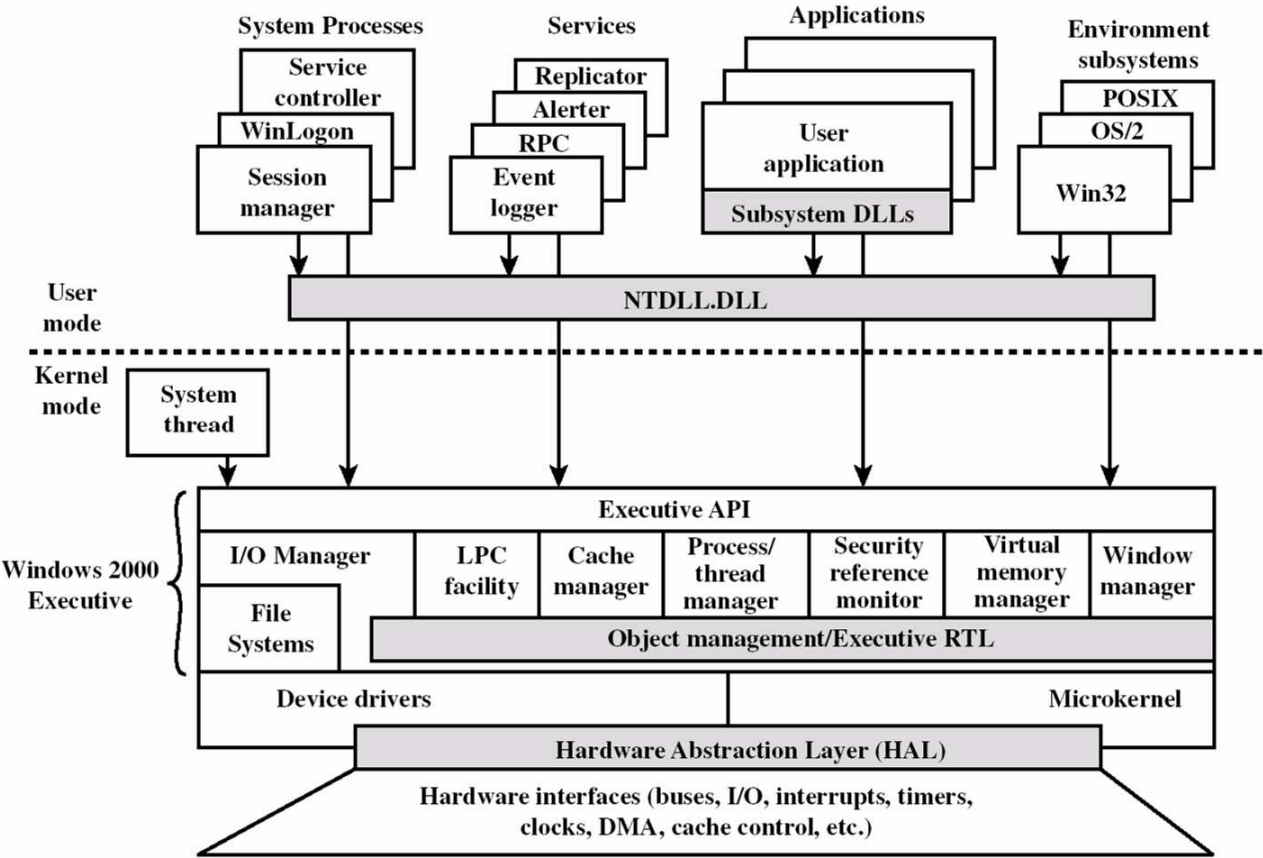 System Processes
Service
controller
WinLogon
Session
manager
Services
Replicator
Alerter
RPC
Event
logger
Applications
User
application
Subsystem DLLs
Environment
subsystems
POSIX
OS/2
Win32
User
mode
NTDLL.DLL
Kernel
mode
System
thread
Windows 2000
Executive
Executive API
I/O Manager
File
Systems
LPC
facility
Cache
manager
Process/
thread
manager
Security
reference
monitor
Virtual
memory
manager
Window
manager
Object management/Executive RTL
Device drivers
Microkernel
Hardware Abstraction Layer (HAL)
Hardware interfaces (buses, I/O, interrupts, timers,
clocks, DMA, cache control, etc.)